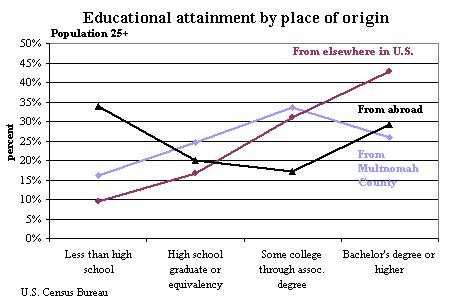 Educational attainment by place of origin
Population 25+
50%
45%
40%
35%
30%
25%
20%
15%
10%
5%
0%
percent
From elsewhere in U.S.
From abroad
From
Multnomah
County
Less than high
school
High school
graduate or
equivalency
Some college
through assoc.
degree
Bachelor's degree or
higher
U.S. Census Bureau